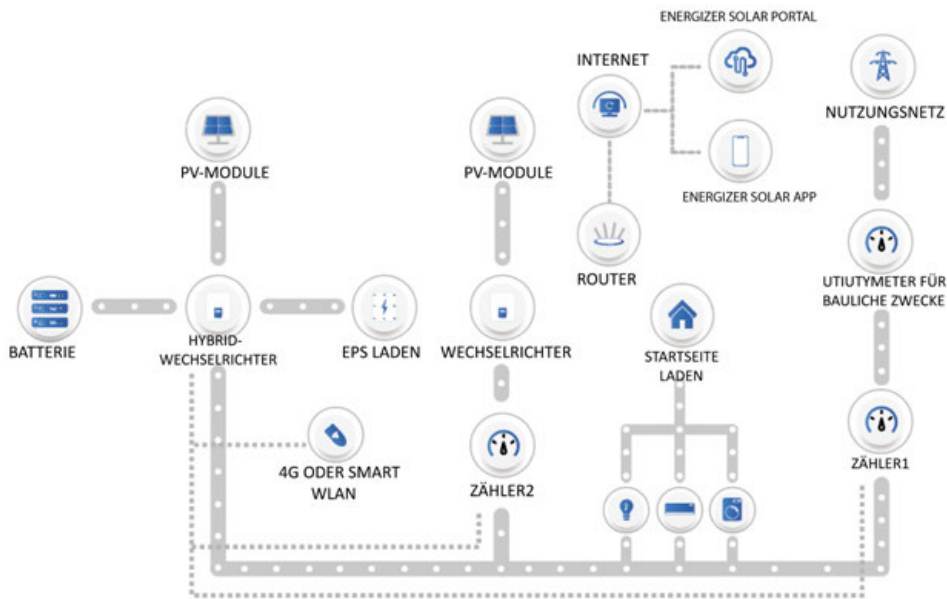 ENERGIZER SOLAR PORTAL
INTERNET
NUTZUNGSNETZ
PV-MODULE
PV-MODULE
ENERGIZER SOLAR APP
ROUTER
UTIUTYMETER FÜR
BAULICHE ZWECKE
BATTERIE
HYBRID-
WECHSELRICHTER
EPS LADEN
WECHSELRICHTER
STARTSEITE
LADEN
4G ODER SMART
WLAN
ZÄHLER2
ZÄHLER1